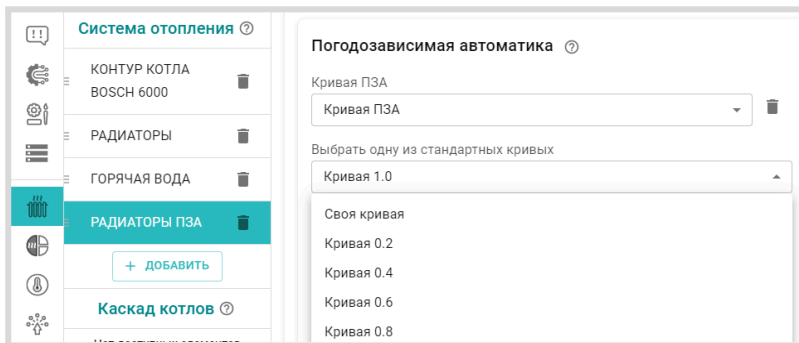 Система отопления
КОНТУР КОТЛА
BOSCH 6000
РАДИАТОРЫ
ГОРЯЧАЯ ВОДА
РАДИАТОРЫ ПЗА
+ ДОБАВИТЬ
Каскад котлов
Погодозависимая автоматика
Кривая ПЗА
Кривая ПЗА
Выбрать одну из стандартных кривых
Кривая 1.0
Своя кривая
Кривая 0.2
Кривая 0.4
Кривая 0.6
Кривая 0.8